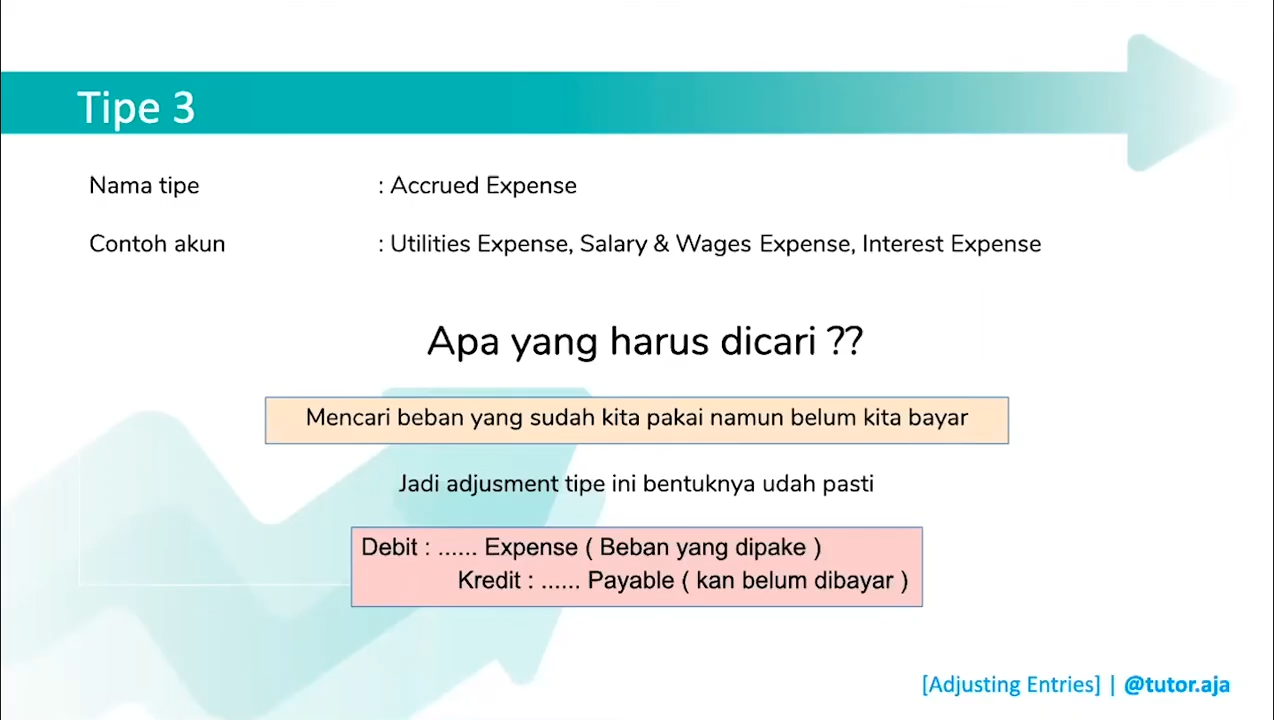 Tipe 3
Nama tipe : Accrued Expense
Contoh akun : Utilities Expense, Salary & Wages Expense, Interest Expense
Apa yang harus dicari ??
Mencari beban yang sudah kita pakai namun belum kita bayar
Jadi adjusment tipe ini bentuknya udah pasti
Debit : ...... Expense ( Beban yang dipake )
Kredit : ...... Payable ( kan belum dibayar )
[Adjusting Entries] | @tutor.aja